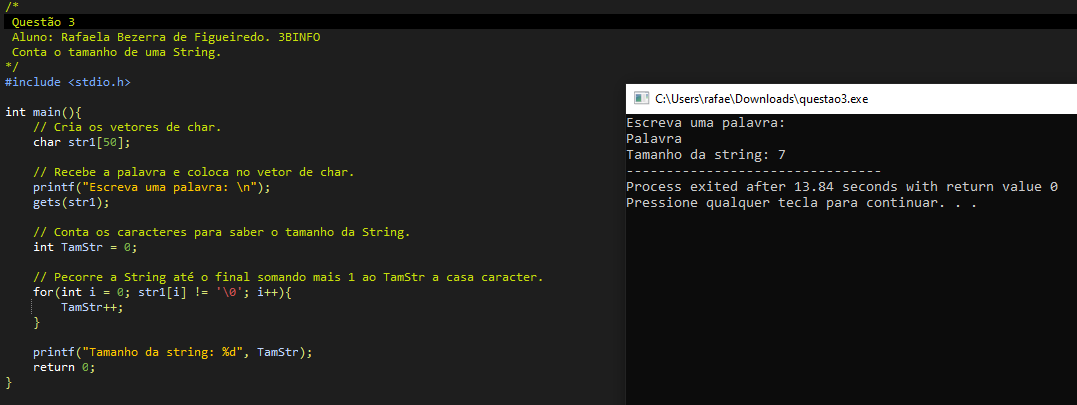 /*
Questão 3
Aluno: Rafaela Bezerra de Figueiredo. 3BINFO
Conta o tamanho de uma String.
*/
#include <stdio.h>
int main(){
// Cria os vetores de char.
char str1[50];
// Recebe a palavra e coloca no vetor de char.
printf("Escreva uma palavra: \n");
gets(str1);
// Conta os caracteres para saber o tamanho da String.
int TamStr = 0;
// Pecorre a String até o final somando mais 1 ao TamStr a casa caracter.
for(int i = 0; str1[i] != '\0'; i++){
TamStr++;
}
printf("Tamanho da string: %d", TamStr);
return 0;
}
C:\Users\rafae\Downloads\questao3.exe
Escreva uma palavra:
Palavra
Tamanho da string: 7
--------------------------------
Process exited after 13.84 seconds with return value 0
Pressione qualquer tecla para continuar. . .